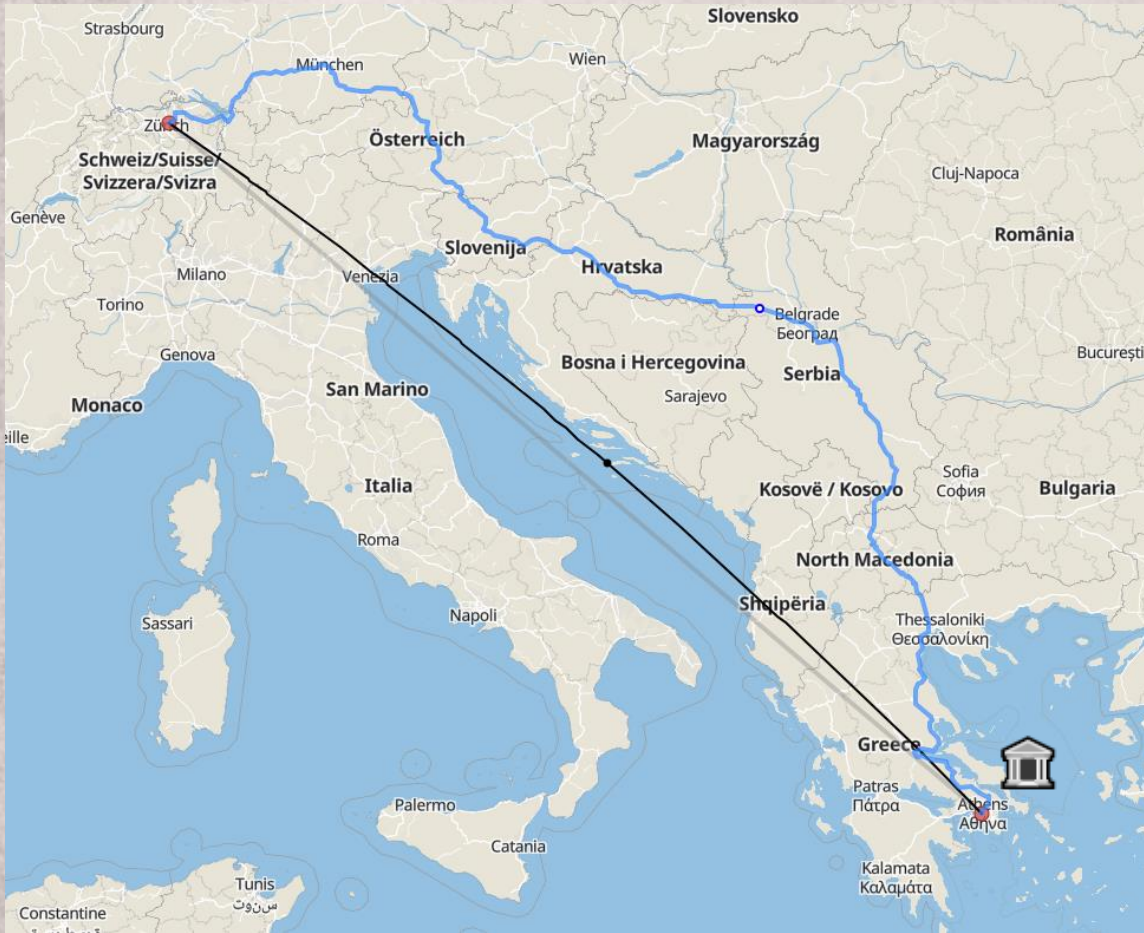 Slovensko
Strasbourg
Wien
München
Zürich
Österreich
Magyarország
Schweiz/Suisse/
Svizzera/Svizra
Cluj-Napoca
Genève
România
Slovenija
Hrvatska
Milano
Venezia
Torino
Belgrade
Београд
București
Genova
Bosna i Hercegovina
Serbia
San Marino
Sarajevo
Monaco
eille
Sofia
София
Italia
Kosovë / Kosovo
Bulgaria
Roma
North Macedonia
Shqipëria
Napoli
Sassari
Thessaloniki
Θεσσαλονίκη
Greece
Patras
Πάτρα
Palermo
Athens
Αθήνα
Catania
Kalamata
Καλαμάτα
Tunis
تونس
Constantine